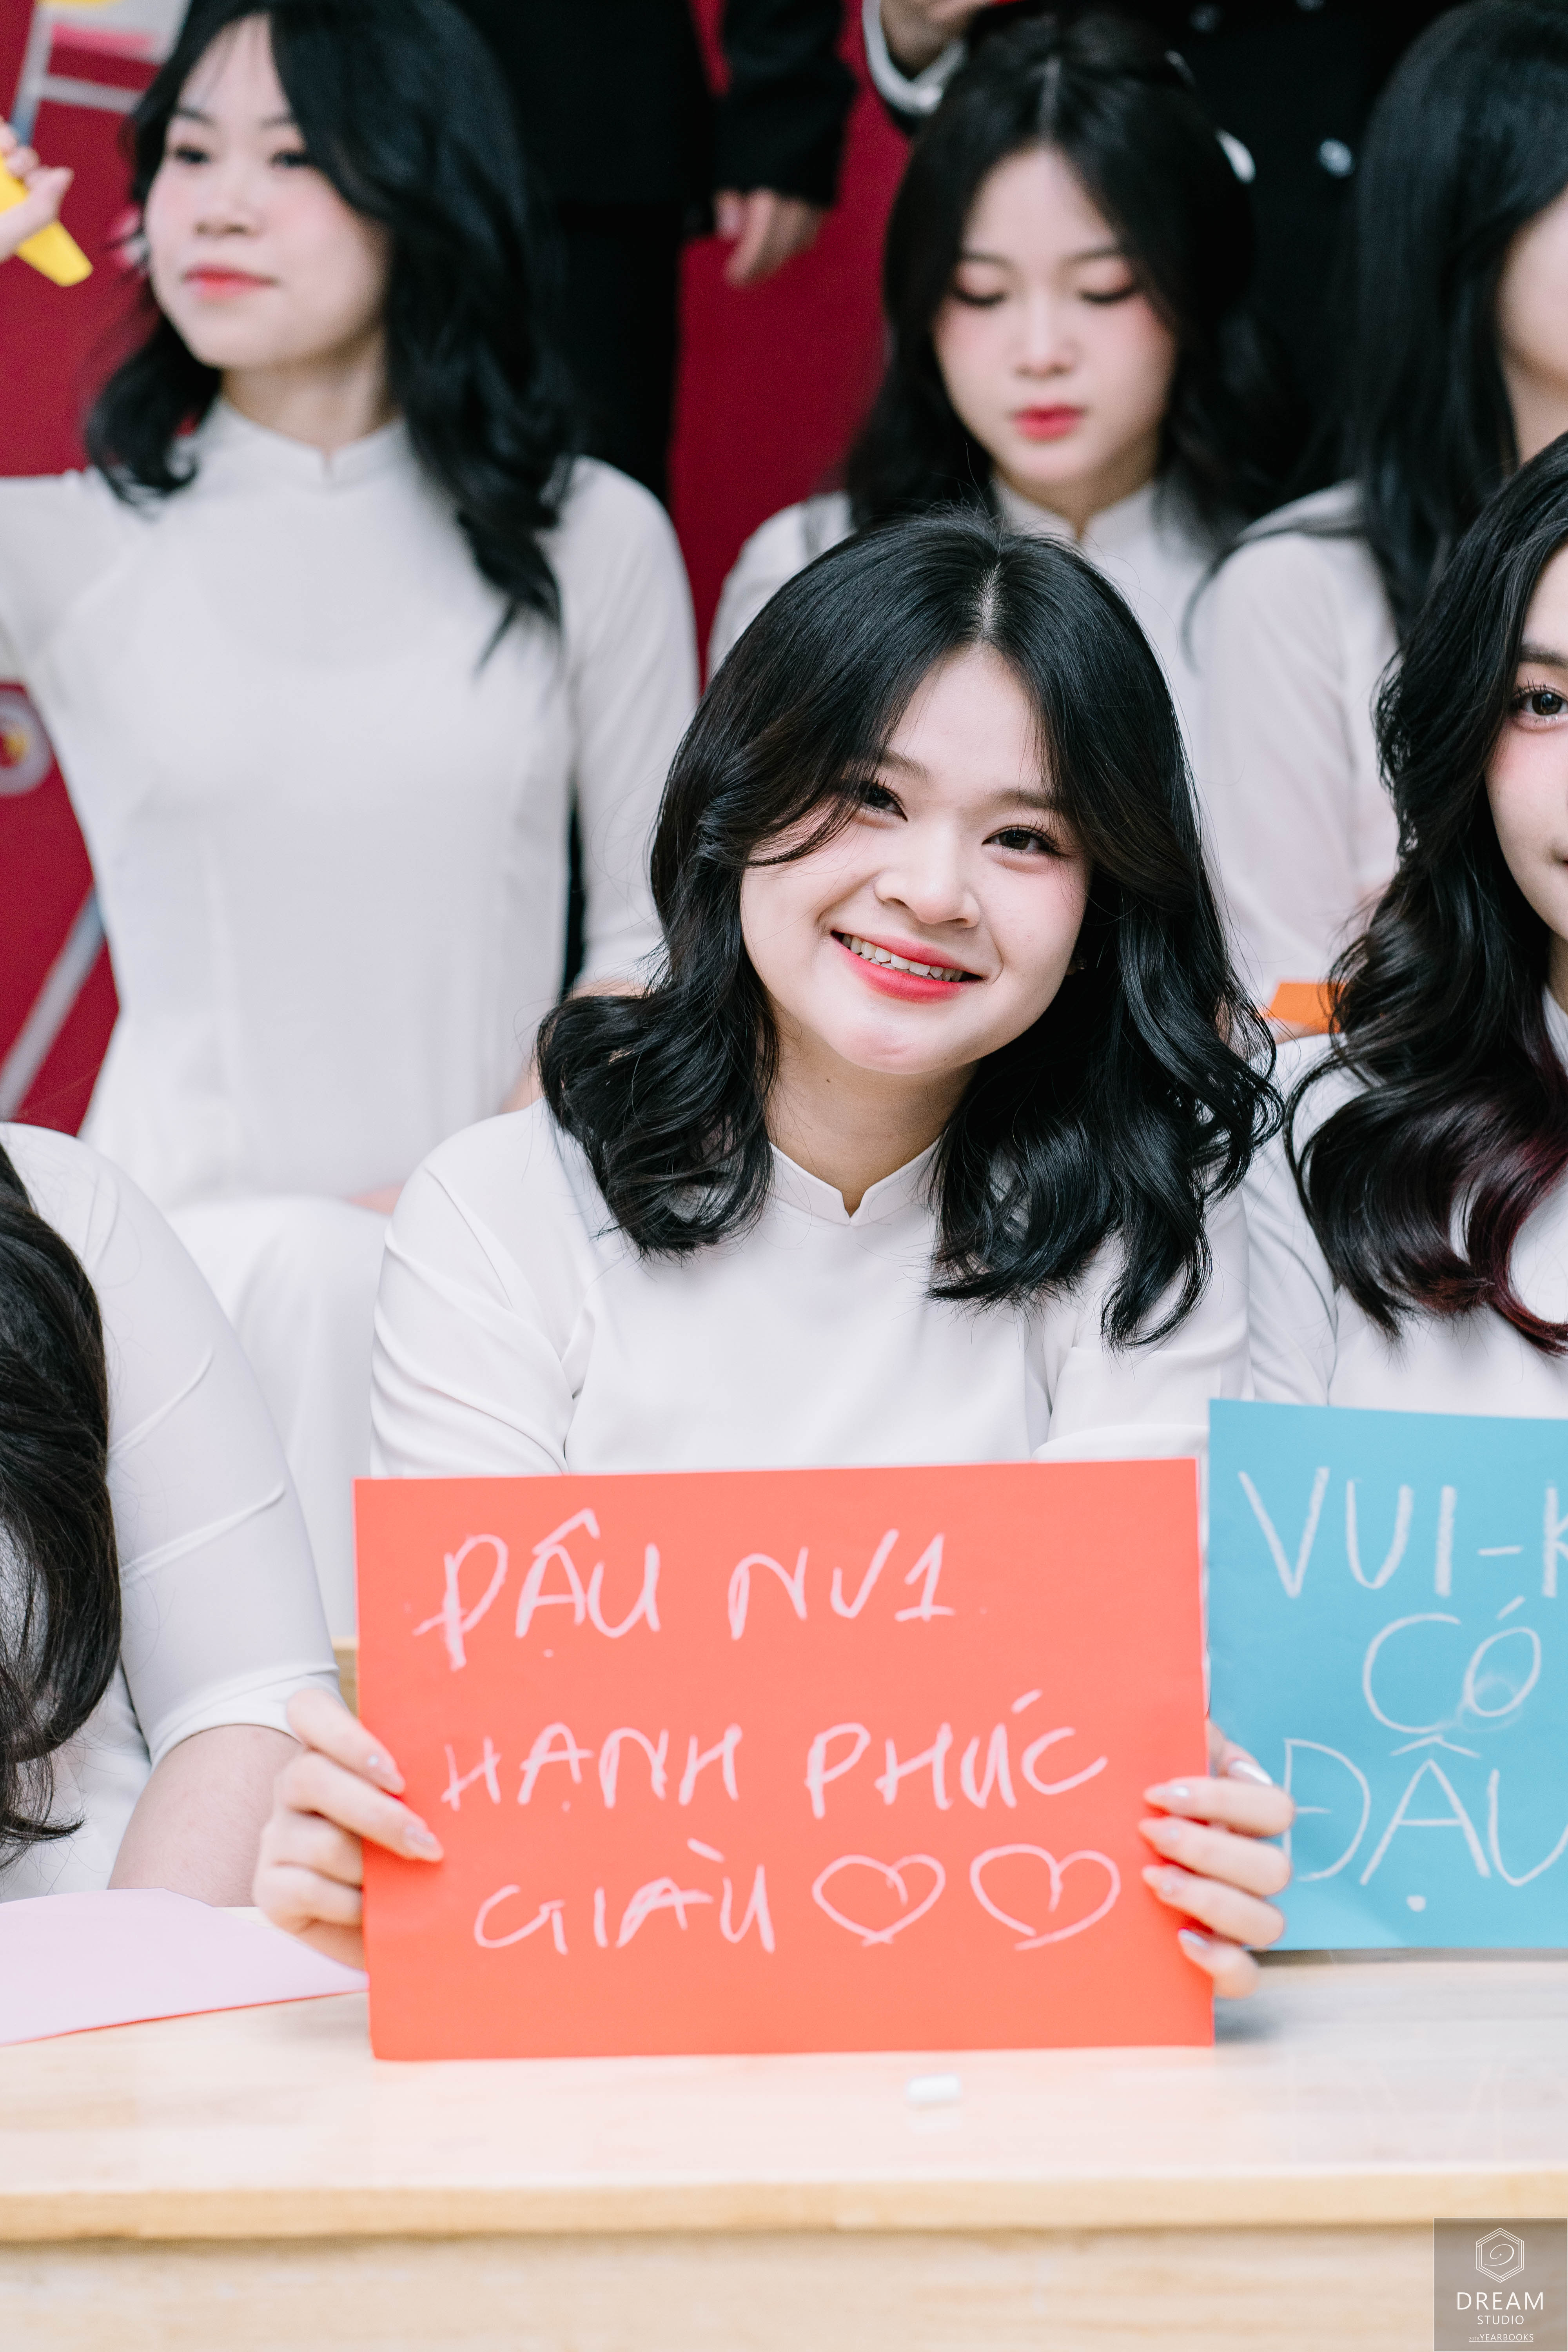 ĐẬU NV1
HẠNH PHÚC
GIÀU ♡♡
VUI-K
CÓ
ĐẬU
DREAM
STUDIO
YEARBOOKS